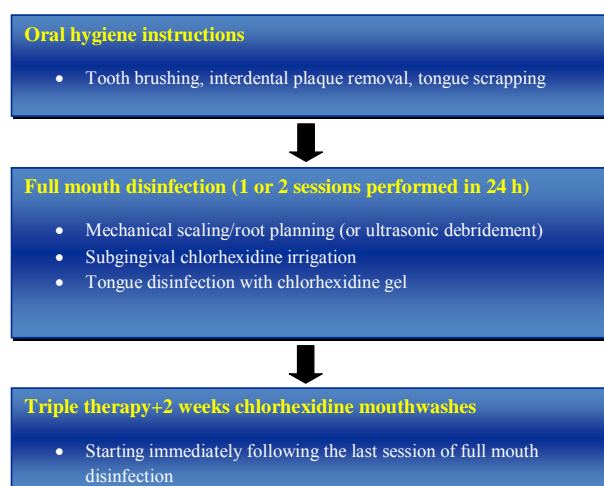 Oral hygiene instructions
• Tooth brushing, interdental plaque removal, tongue scrapping
Full mouth disinfection (1 or 2 sessions performed in 24 h)
• Mechanical scaling/root planning (or ultrasonic debridement)
• Subgingival chlorhexidine irrigation
• Tongue disinfection with chlorhexidine gel
Triple therapy+2 weeks chlorhexidine mouthwashes
• Starting immediately following the last session of full mouth
disinfection